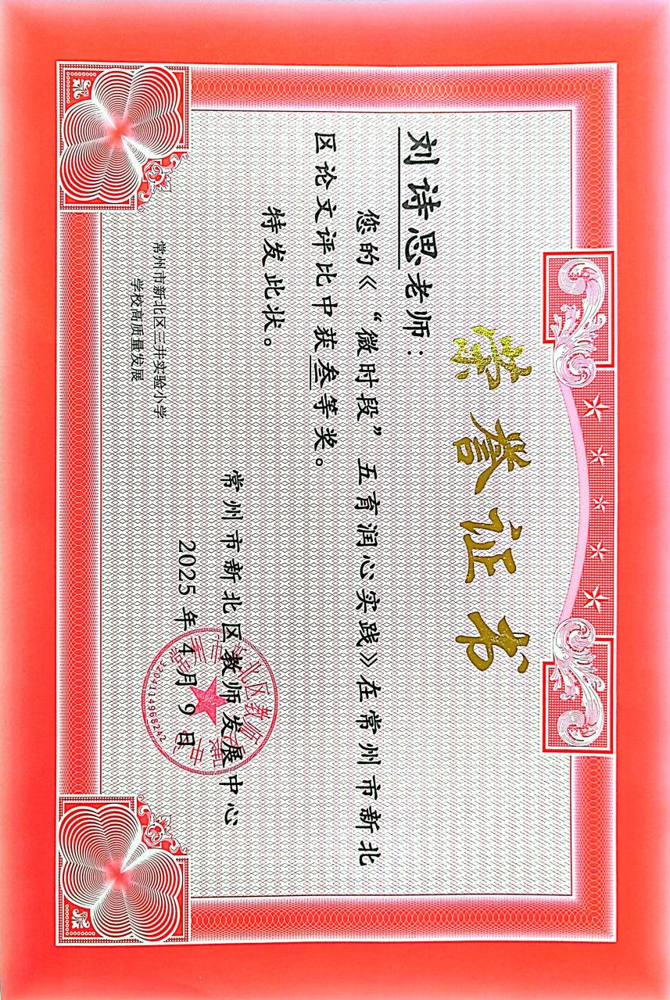 荣誉证书
刘诗思老师：
您的《“微时段”五育润心实践》在常州市新北
区论文评比中获叁等奖。
特发此状。
常州市新北区教师发展中心
2025年4月9日
3204114968242
常州市新北区三井实验小学
学校高质量发展